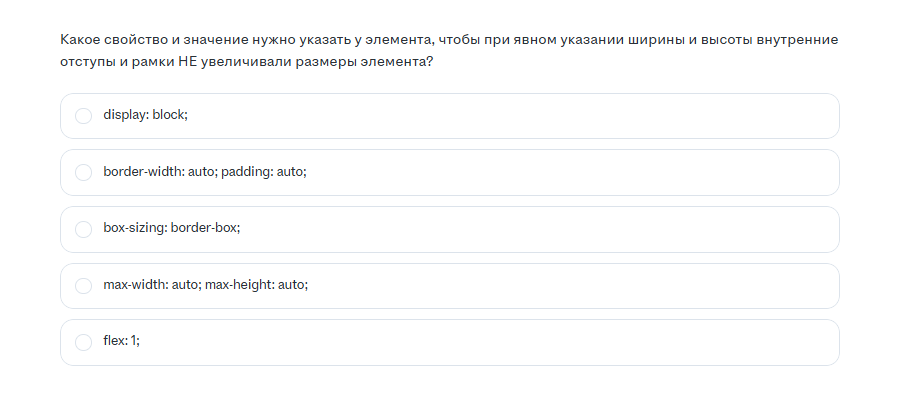 Какое свойство и значение нужно указать у элемента, чтобы при явном указании ширины и высоты внутренние
отступы и рамки НЕ увеличивали размеры элемента?
display: block;
border-width: auto; padding: auto;
box-sizing: border-box;
max-width: auto; max-height: auto;
flex: 1;